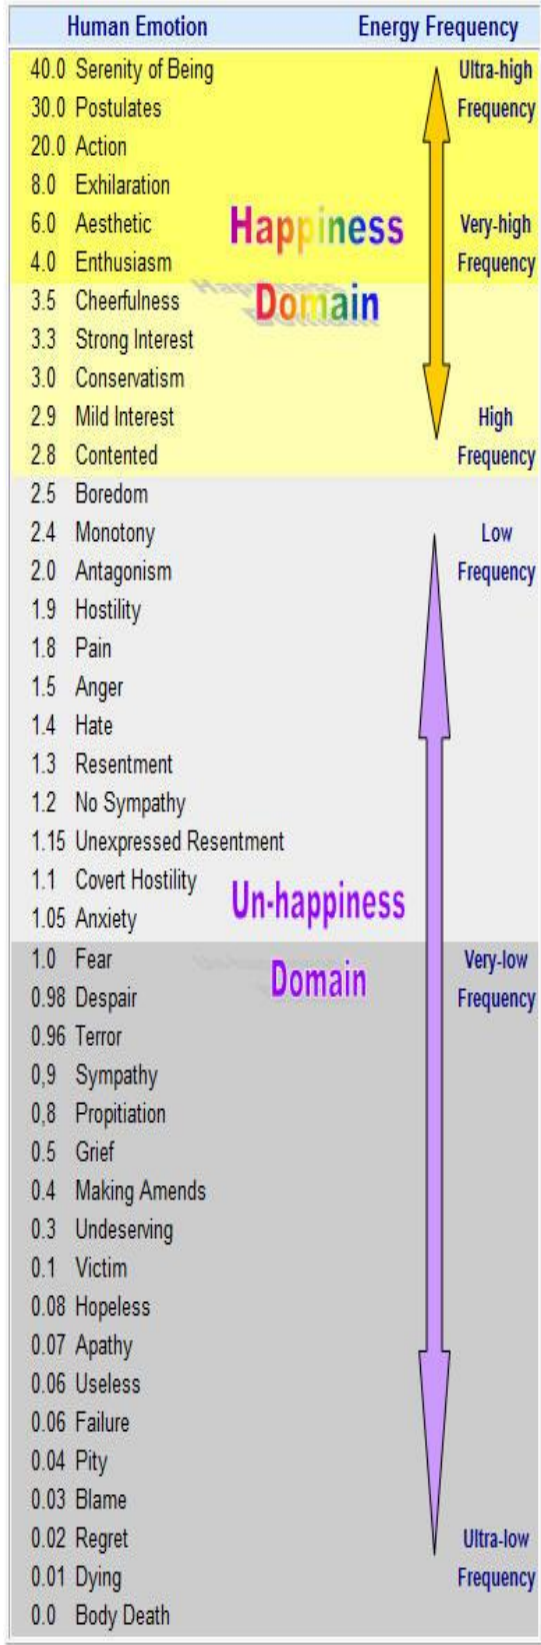 Human Emotion Energy Frequency
40.0 Serenity of Being Ultra-high
30.0 Postulates Frequency
20.0 Action
8.0 Exhilaration
6.0 Aesthetic Happiness Very-high
4.0 Enthusiasm Frequency
3.5 Cheerfulness Domain
3.3 Strong Interest
3.0 Conservatism
2.9 Mild Interest High
2.8 Contented Frequency
2.5 Boredom
2.4 Monotony Low
2.0 Antagonism Frequency
1.9 Hostility
1.8 Pain
1.5 Anger
1.4 Hate
1.3 Resentment
1.2 No Sympathy
1.15 Unexpressed Resentment
1.1 Covert Hostility Un-happiness
1.05 Anxiety
1.0 Fear Domain Very-low
0.98 Despair Frequency
0.96 Terror
0,9 Sympathy
0,8 Propitiation
0.5 Grief
0.4 Making Amends
0.3 Undeserving
0.1 Victim
0.08 Hopeless
0.07 Apathy
0.06 Useless
0.06 Failure
0.04 Pity
0.03 Blame
0.02 Regret Ultra-low
0.01 Dying Frequency
0.0 Body Death